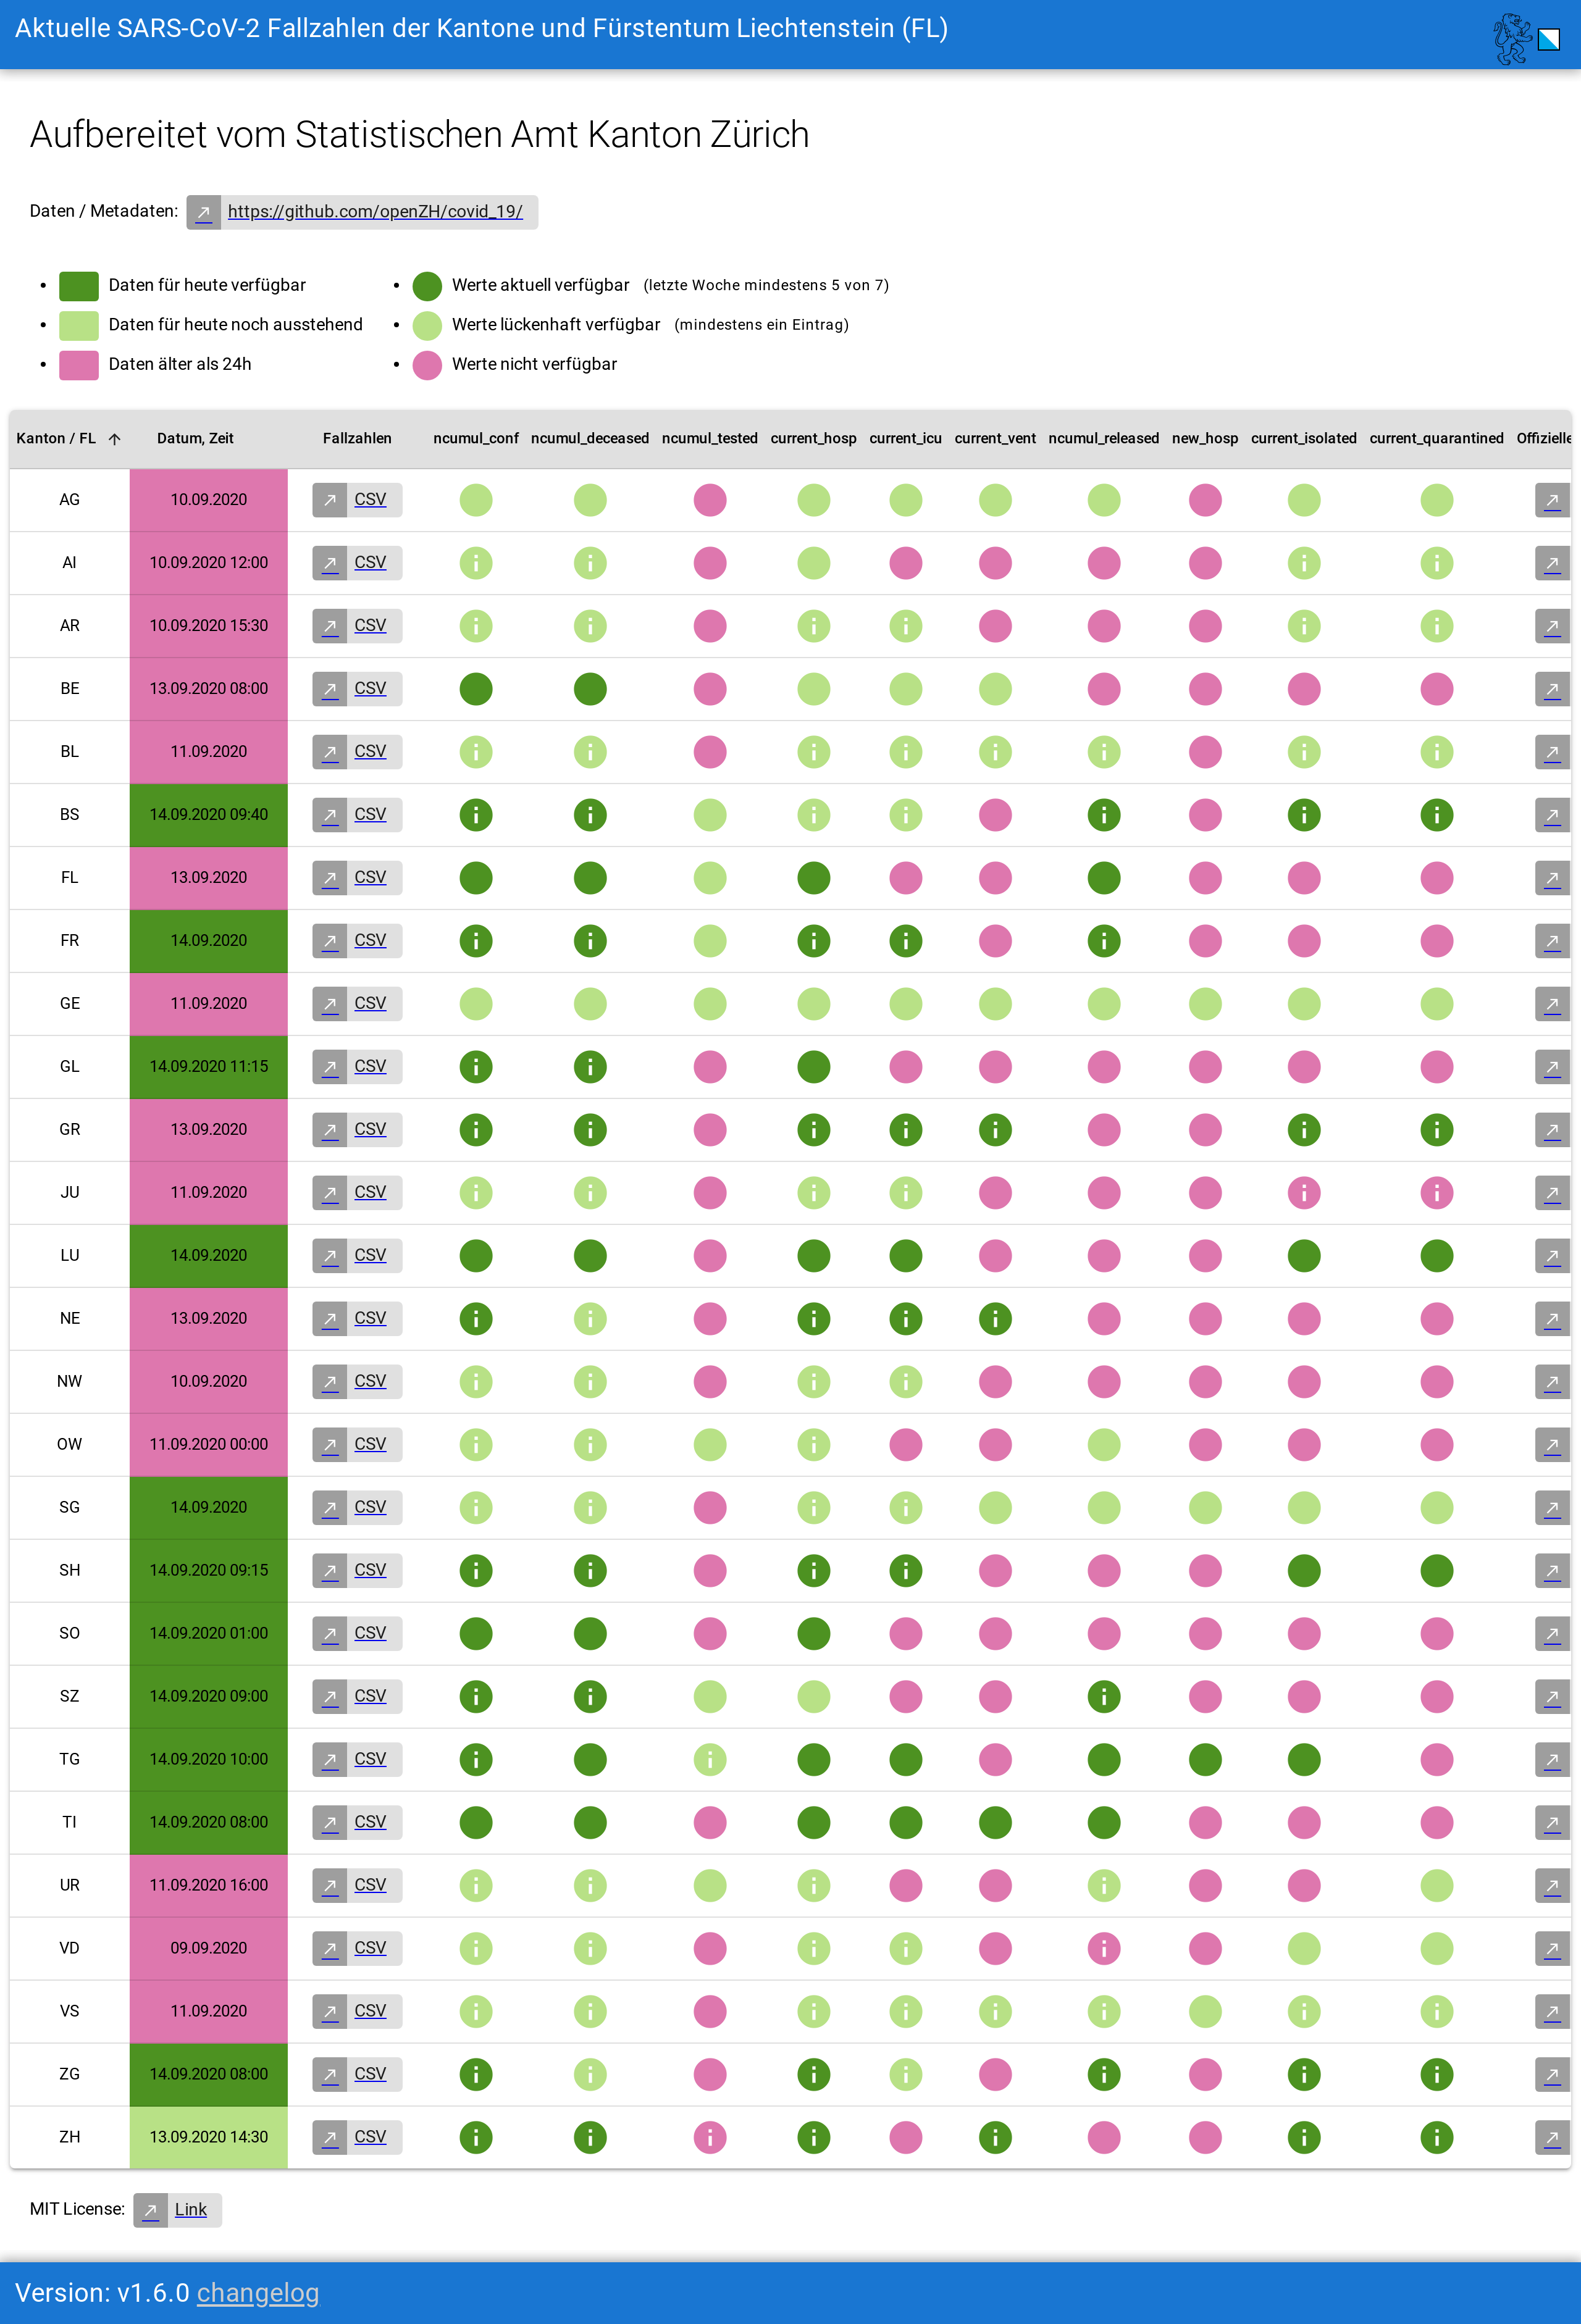 Aktuelle SARS-CoV-2 Fallzahlen der Kantone und Fürstentum Liechtenstein (FL)
Aufbereitet vom Statistischen Amt Kanton Zürich
Daten / Metadaten: https://github.com/openZH/covid_19/
Daten für heute verfügbar
Daten für heute noch ausstehend
Daten älter als 24h
Werte aktuell verfügbar (letzte Woche mindestens 5 von 7)
Werte lückenhaft verfügbar (mindestens ein Eintrag)
Werte nicht verfügbar
Kanton / FL Datum, Zeit Fallzahlen ncumul_conf ncumul_deceased ncumul_tested current_hosp current_icu current_vent ncumul_released new_hosp current_isolated current_quarantined Offizielle
AG 10.09.2020 CSV
AI 10.09.2020 12:00 CSV
AR 10.09.2020 15:30 CSV
BE 13.09.2020 08:00 CSV
BL 11.09.2020 CSV
BS 14.09.2020 09:40 CSV
FL 13.09.2020 CSV
FR 14.09.2020 CSV
GE 11.09.2020 CSV
GL 14.09.2020 11:15 CSV
GR 13.09.2020 CSV
JU 11.09.2020 CSV
LU 14.09.2020 CSV
NE 13.09.2020 CSV
NW 10.09.2020 CSV
OW 11.09.2020 00:00 CSV
SG 14.09.2020 CSV
SH 14.09.2020 09:15 CSV
SO 14.09.2020 01:00 CSV
SZ 14.09.2020 09:00 CSV
TG 14.09.2020 10:00 CSV
TI 14.09.2020 08:00 CSV
UR 11.09.2020 16:00 CSV
VD 09.09.2020 CSV
VS 11.09.2020 CSV
ZG 14.09.2020 08:00 CSV
ZH 13.09.2020 14:30 CSV
MIT License: Link
Version: v1.6.0 changelog